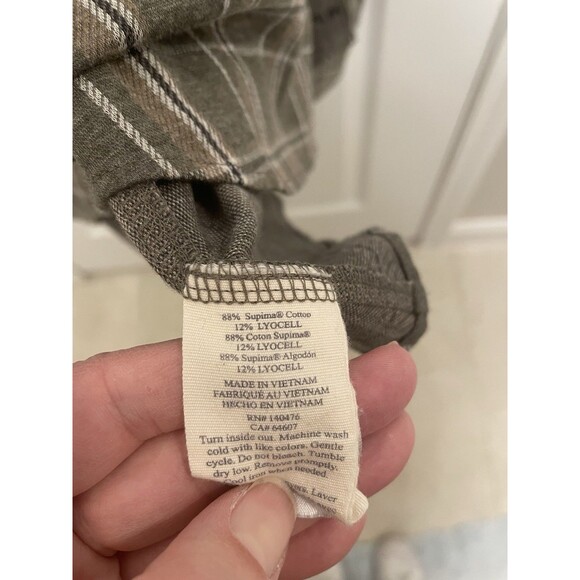 88% Supima® Cotton
12% LYOCELL
88% Coton Supima®
12% LYOCELL
88% Supima® Algodón
12% LYOCELL
MADE IN VIETNAM
FABRIQUÉ AU VIETNAM
HECHO EN VIETNAM
RN# 140476
CA# 64607
Turn inside out. Machine wash
cold with like colors. Gentle
cycle. Do not bleach. Tumble
dry low. Remove promptly.
Cool iron when needed.
Laver